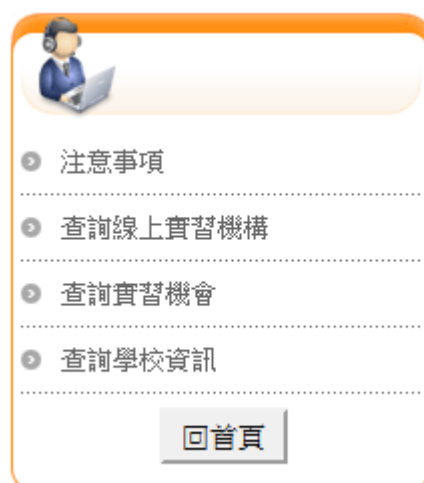 注意事項
查詢線上實習機構
查詢實習機會
查詢學校資訊
回首頁